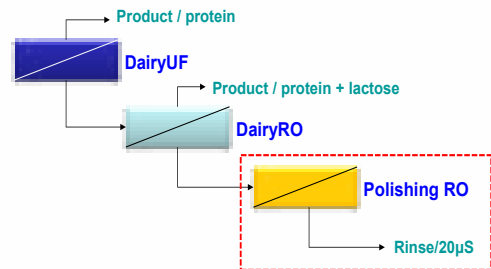 Product / protein
DairyUF
Product / protein + lactose
DairyRO
Polishing RO
Rinse/20µS